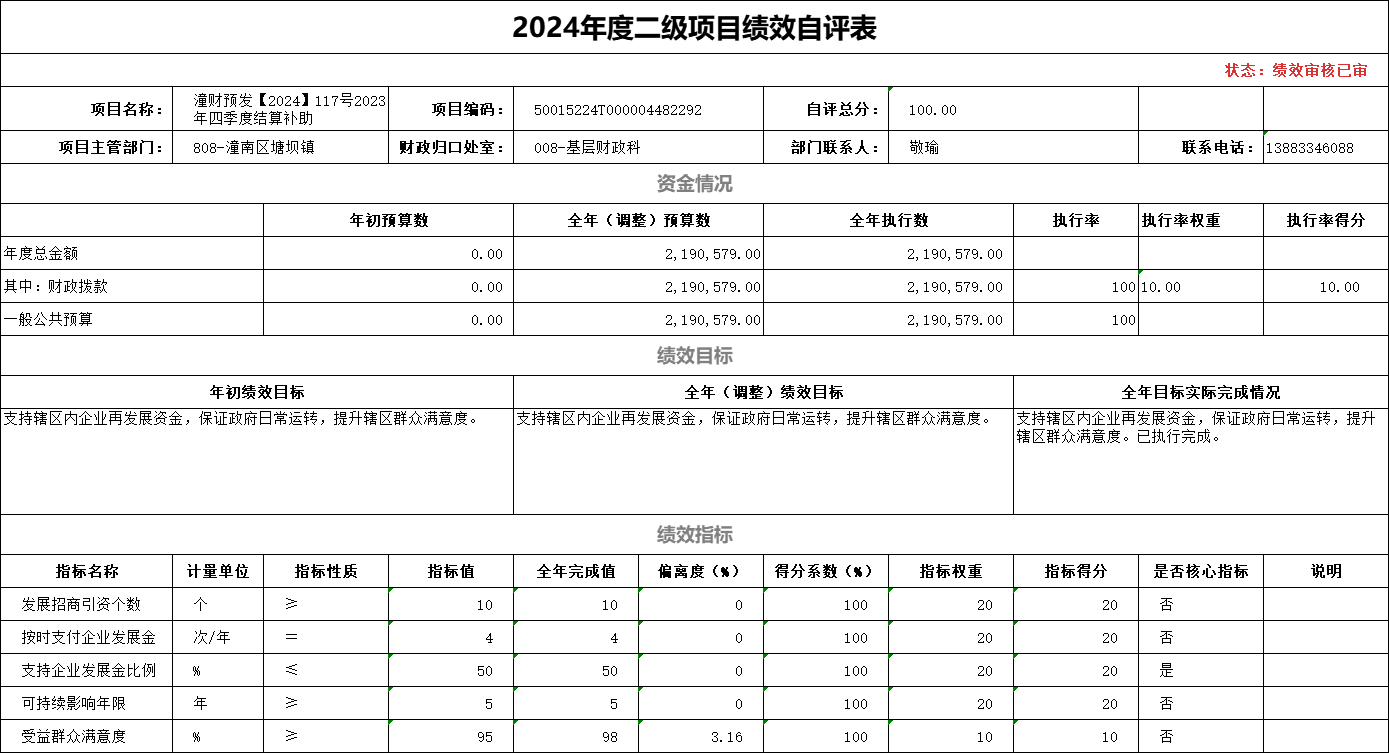 2024年度二级项目绩效自评表
状态：绩效审核已审
项目名称： 潼财预发【2024】117号2023年四季度结算补助 项目编码： 50015224T000004482292 自评总分： 100.00
项目主管部门： 808-潼南区塘坝镇 财政归口处室： 008-基层财政科 部门联系人： 敬瑜 联系电话： 13883346088
资金情况
年初预算数 全年（调整）预算数 全年执行数 执行率 执行率权重 执行率得分
年度总金额 0.00 2,190,579.00 2,190,579.00
其中：财政拨款 0.00 2,190,579.00 2,190,579.00 100 10.00 10.00
一般公共预算 0.00 2,190,579.00 2,190,579.00 100
绩效目标
年初绩效目标 全年（调整）绩效目标 全年目标实际完成情况
支持辖区内企业再发展资金，保证政府日常运转，提升辖区群众满意度。 支持辖区内企业再发展资金，保证政府日常运转，提升辖区群众满意度。 支持辖区内企业再发展资金，保证政府日常运转，提升
辖区群众满意度。已执行完成。
绩效指标
指标名称 计量单位 指标性质 指标值 全年完成值 偏离度（%） 得分系数（%） 指标权重 指标得分 是否核心指标 说明
发展招商引资个数 个 ≥ 10 10 0 100 20 20 否
按时支付企业发展金 次/年 ＝ 4 4 0 100 20 20 否
支持企业发展金比例 % ≤ 50 50 0 100 20 20 是
可持续影响年限 年 ≥ 5 5 0 100 20 20 否
受益群众满意度 % ≥ 95 98 3.16 100 10 10 否